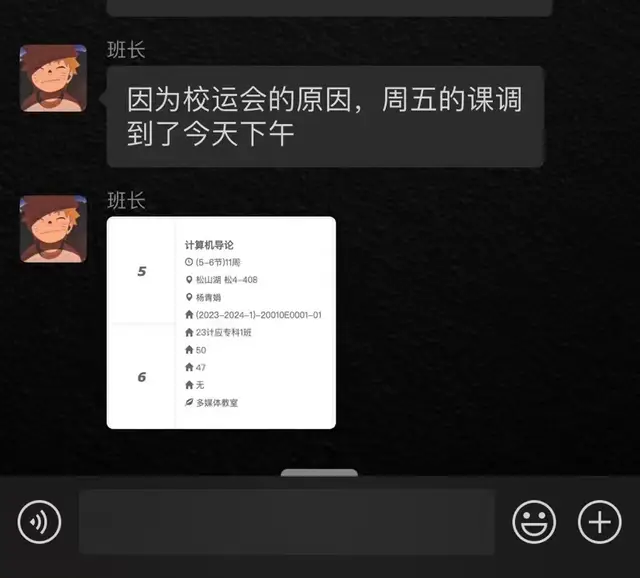 班长
因为校运会的原因，周五的课调
到了今天下午
班长
5
6
计算机导论
(5-6节)11周
松山湖 松4-408
杨青娟
(2023-2024-1)-20010E0001-01
23计应专科1班
50
47
无
多媒体教室